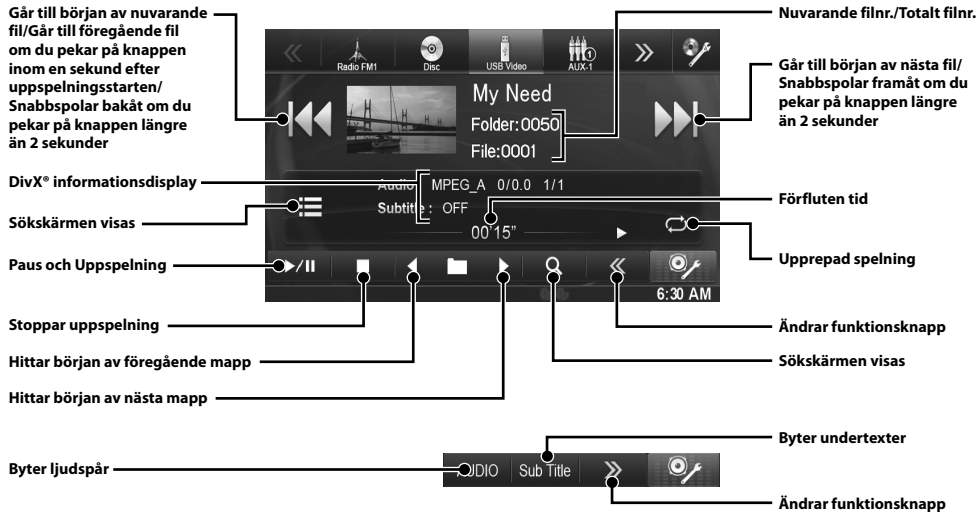 Går till början av nuvarande
fil/Går till föregående fil
om du pekar på knappen
inom en sekund efter
uppspelningsstarten/
Snabbspolar bakåt om du
pekar på knappen längre
än 2 sekunder
DivX® informationsdisplay
Sökskärmen visas
Paus och Uppspelning
Stoppar uppspelning
Hittar början av föregående mapp
Hittar början av nästa mapp
Byter ljudspår
Radio FM1
Disc
USB Video
AUX-1
My Need
Folder:0050
File:0001
Audio : MPEG_A 0/0.0 1/1
Subtitle : OFF
00'15"
6:30 AM
Nuvarande filnr./Totalt filnr.
Går till början av nästa fil/
Snabbspolar framåt om du
pekar på knappen längre
än 2 sekunder
Förfluten tid
Upprepad spelning
Ändrar funktionsknapp
Sökskärmen visas
Byter undertexter
AUDIO
Sub Title
Ändrar funktionsknapp